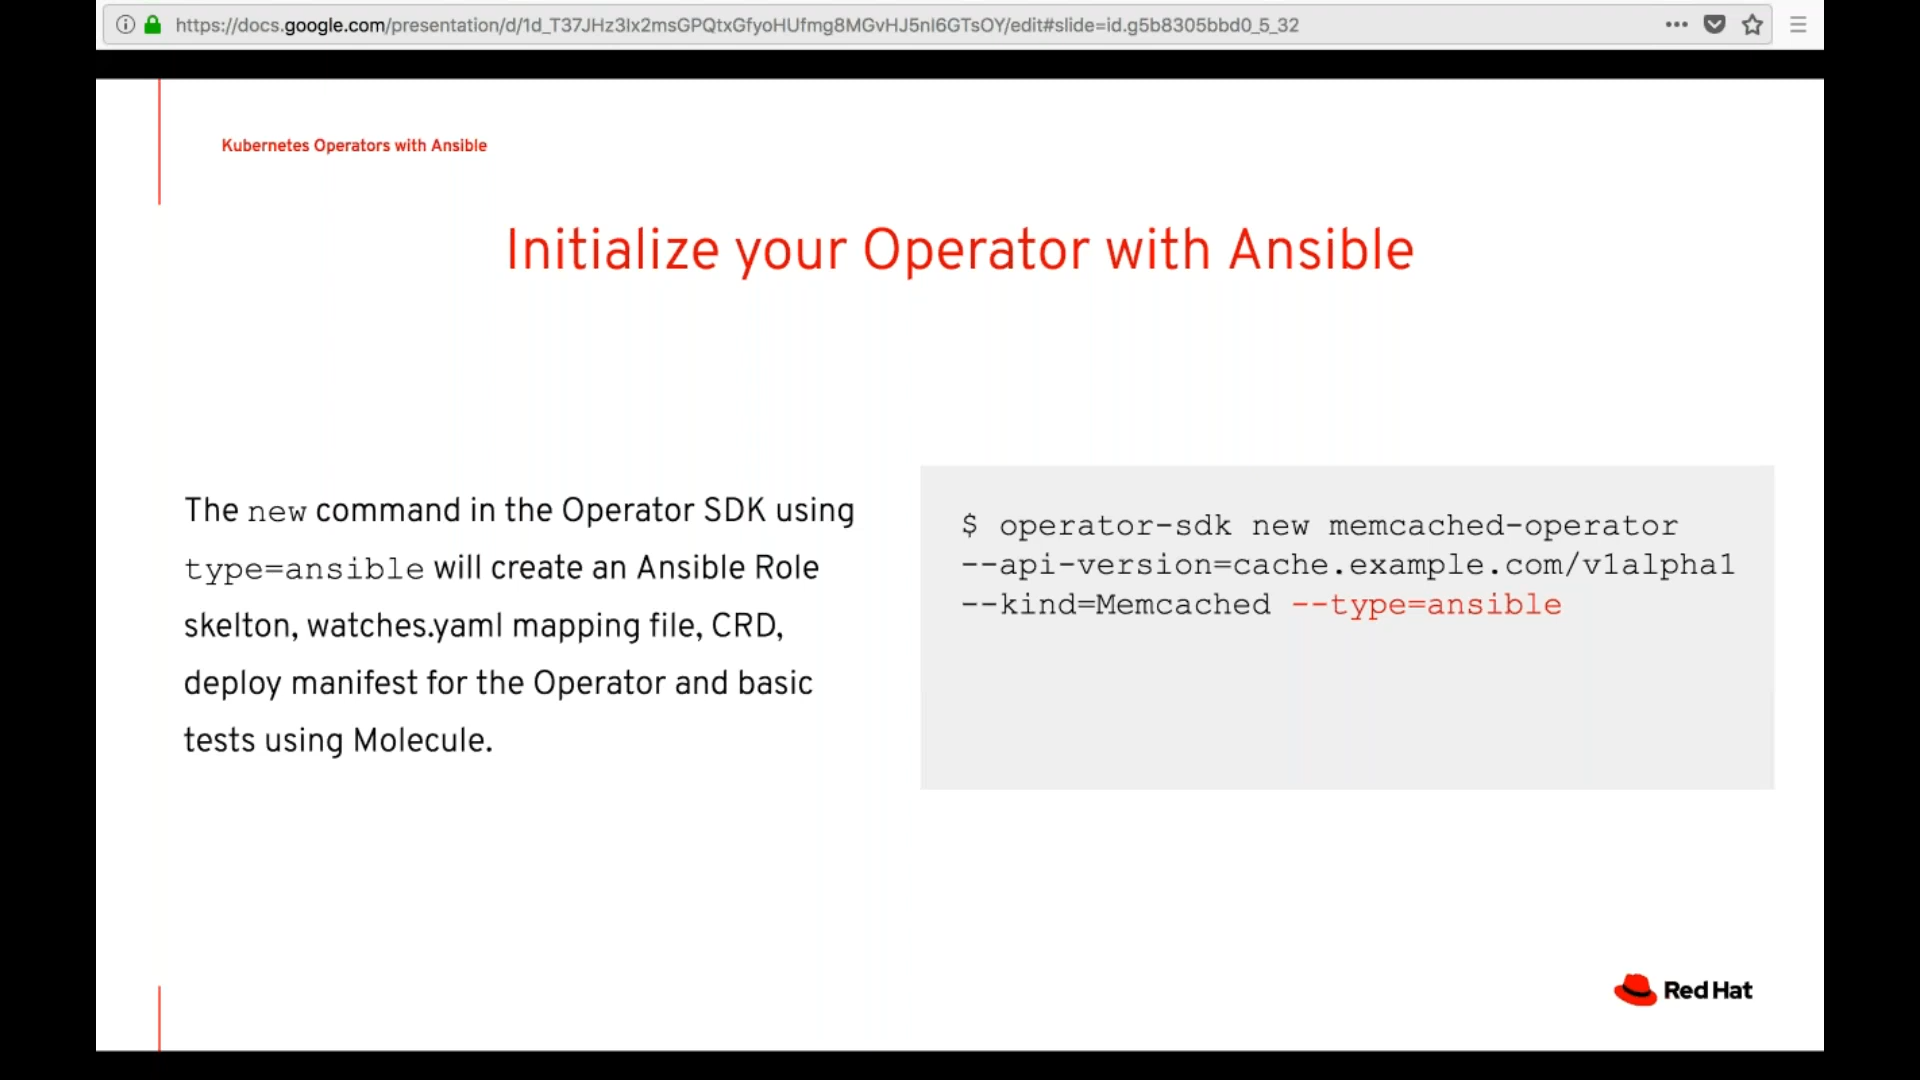 https://docs.google.com/presentation/d/1d_T37JHz3Ix2msGPQtxGfyoHUfmg8MGvHJ5nI6GTsOY/edit#slide=id.g5b8305bbd0_5_32
Kubernetes Operators with Ansible
Initialize your Operator with Ansible
The new command in the Operator SDK using
type=ansible will create an Ansible Role
skelton, watches.yaml mapping file, CRD,
deploy manifest for the Operator and basic
tests using Molecule.
$ operator-sdk new memcached-operator
--api-version=cache.example.com/v1alpha1
--kind=Memcached --type=ansible
Red Hat